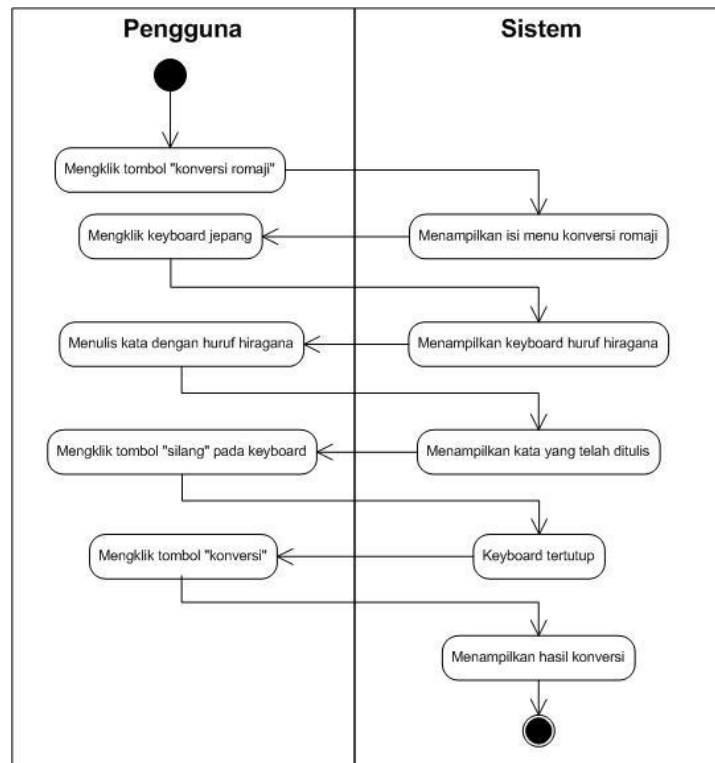 Pengguna
Sistem
Mengklik tombol "konversi romaji"
Menampilkan isi menu konversi romaji
Mengklik keyboard jepang
Menampilkan keyboard huruf hiragana
Menulis kata dengan huruf hiragana
Menampilkan kata yang telah ditulis
Mengklik tombol "silang" pada keyboard
Keyboard tertutup
Mengklik tombol "konversi"
Menampilkan hasil konversi